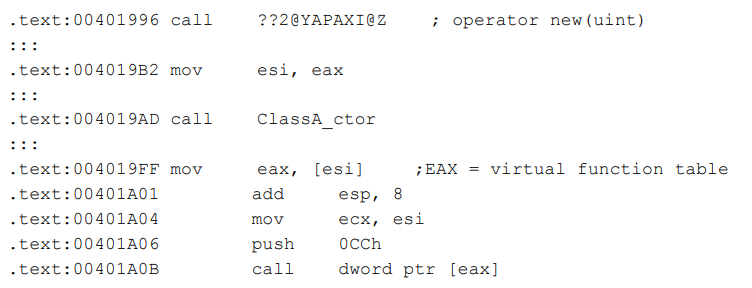 .text:00401996 call    ??2@YAPAXI@Z    ; operator new(uint)
:::
.text:004019B2 mov     esi, eax
:::
.text:004019AD call    ClassA_ctor
:::
.text:004019FF mov     eax, [esi]     ;EAX = virtual function table
.text:00401A01         add     esp, 8
.text:00401A04         mov     ecx, esi
.text:00401A06         push    0CCh
.text:00401A0B         call    dword ptr [eax]